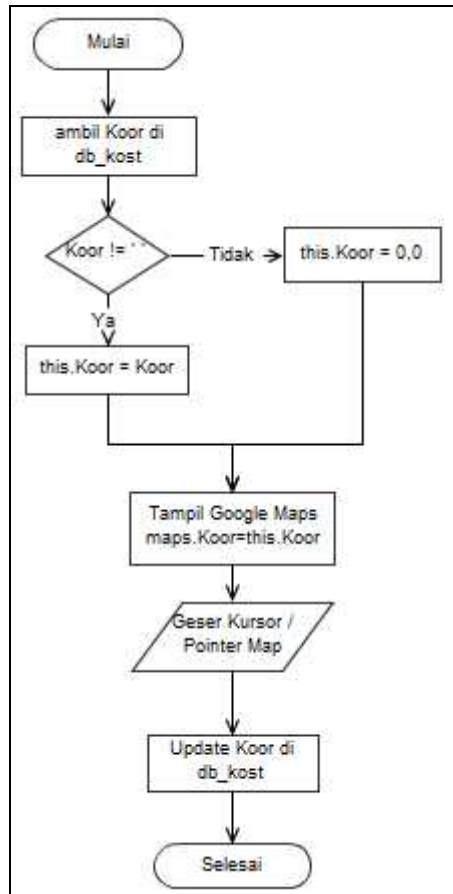 Mulai
ambil Koor di
db_kost
Koor != ` `
Tidak
this.Koor = 0,0
Ya
this.Koor = Koor
Tampil Google Maps
maps.Koor=this.Koor
Geser Kursor /
Pointer Map
Update Koor di
db_kost
Selesai